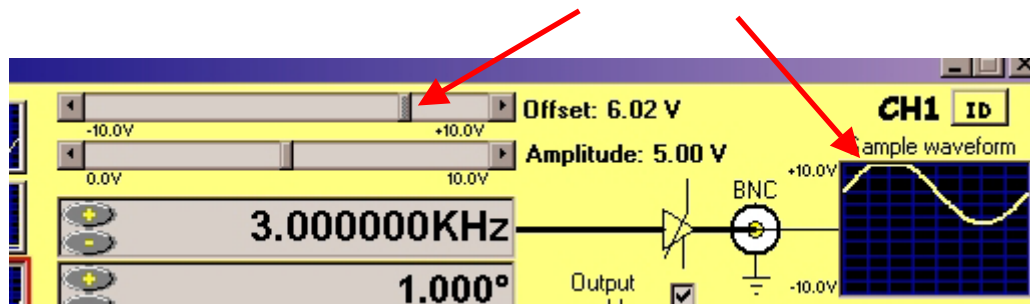 Offset: 6.02 V
-10.0V +10.0V
Amplitude: 5.00 V
0.0V 10.0V
CH1 ID
Sample waveform
+10.0V
BNC
3.000000KHz
1.000°
Output
-10.0V